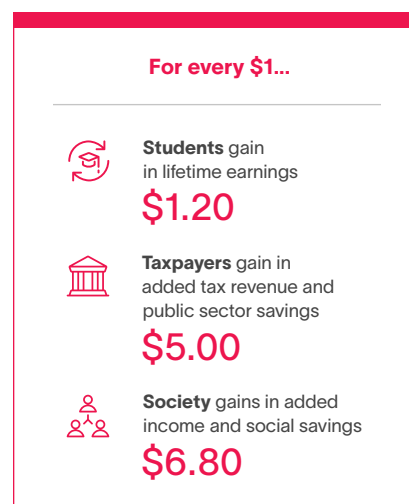 For every $1...
Students gain
in lifetime earnings
$1.20
Taxpayers gain in
added tax revenue and
public sector savings
$5.00
Society gains in added
income and social savings
$6.80